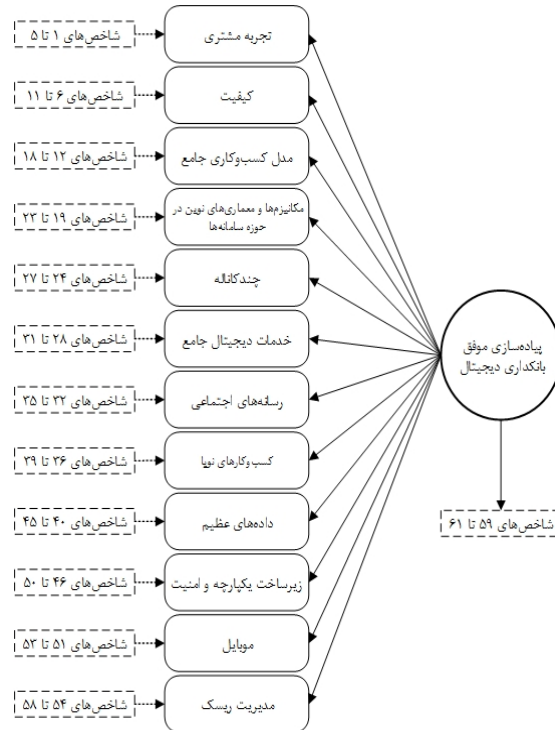 تجربه مشتری
شاخص‌های ۱ تا ۵
کیفیت
شاخص‌های ۶ تا ۱۱
مدل کسب‌وکاری جامع
شاخص‌های ۱۲ تا ۱۸
مکانیزم‌ها و معماری‌های نوین در
حوزه سامانه‌ها
شاخص‌های ۱۹ تا ۲۳
چندکاناله
شاخص‌های ۲۴ تا ۲۷
خدمات دیجیتال جامع
شاخص‌های ۲۸ تا ۳۱
رسانه‌های اجتماعی
شاخص‌های ۳۲ تا ۳۵
کسب‌وکارهای نوپا
شاخص‌های ۳۶ تا ۳۹
داده‌های عظیم
شاخص‌های ۴۰ تا ۴۵
زیرساخت یکپارچه و امنیت
شاخص‌های ۴۶ تا ۵۰
موبایل
شاخص‌های ۵۱ تا ۵۳
مدیریت ریسک
شاخص‌های ۵۴ تا ۵۸
پیاده‌سازی موفق
بانکداری دیجیتال
شاخص‌های ۵۹ تا ۶۱